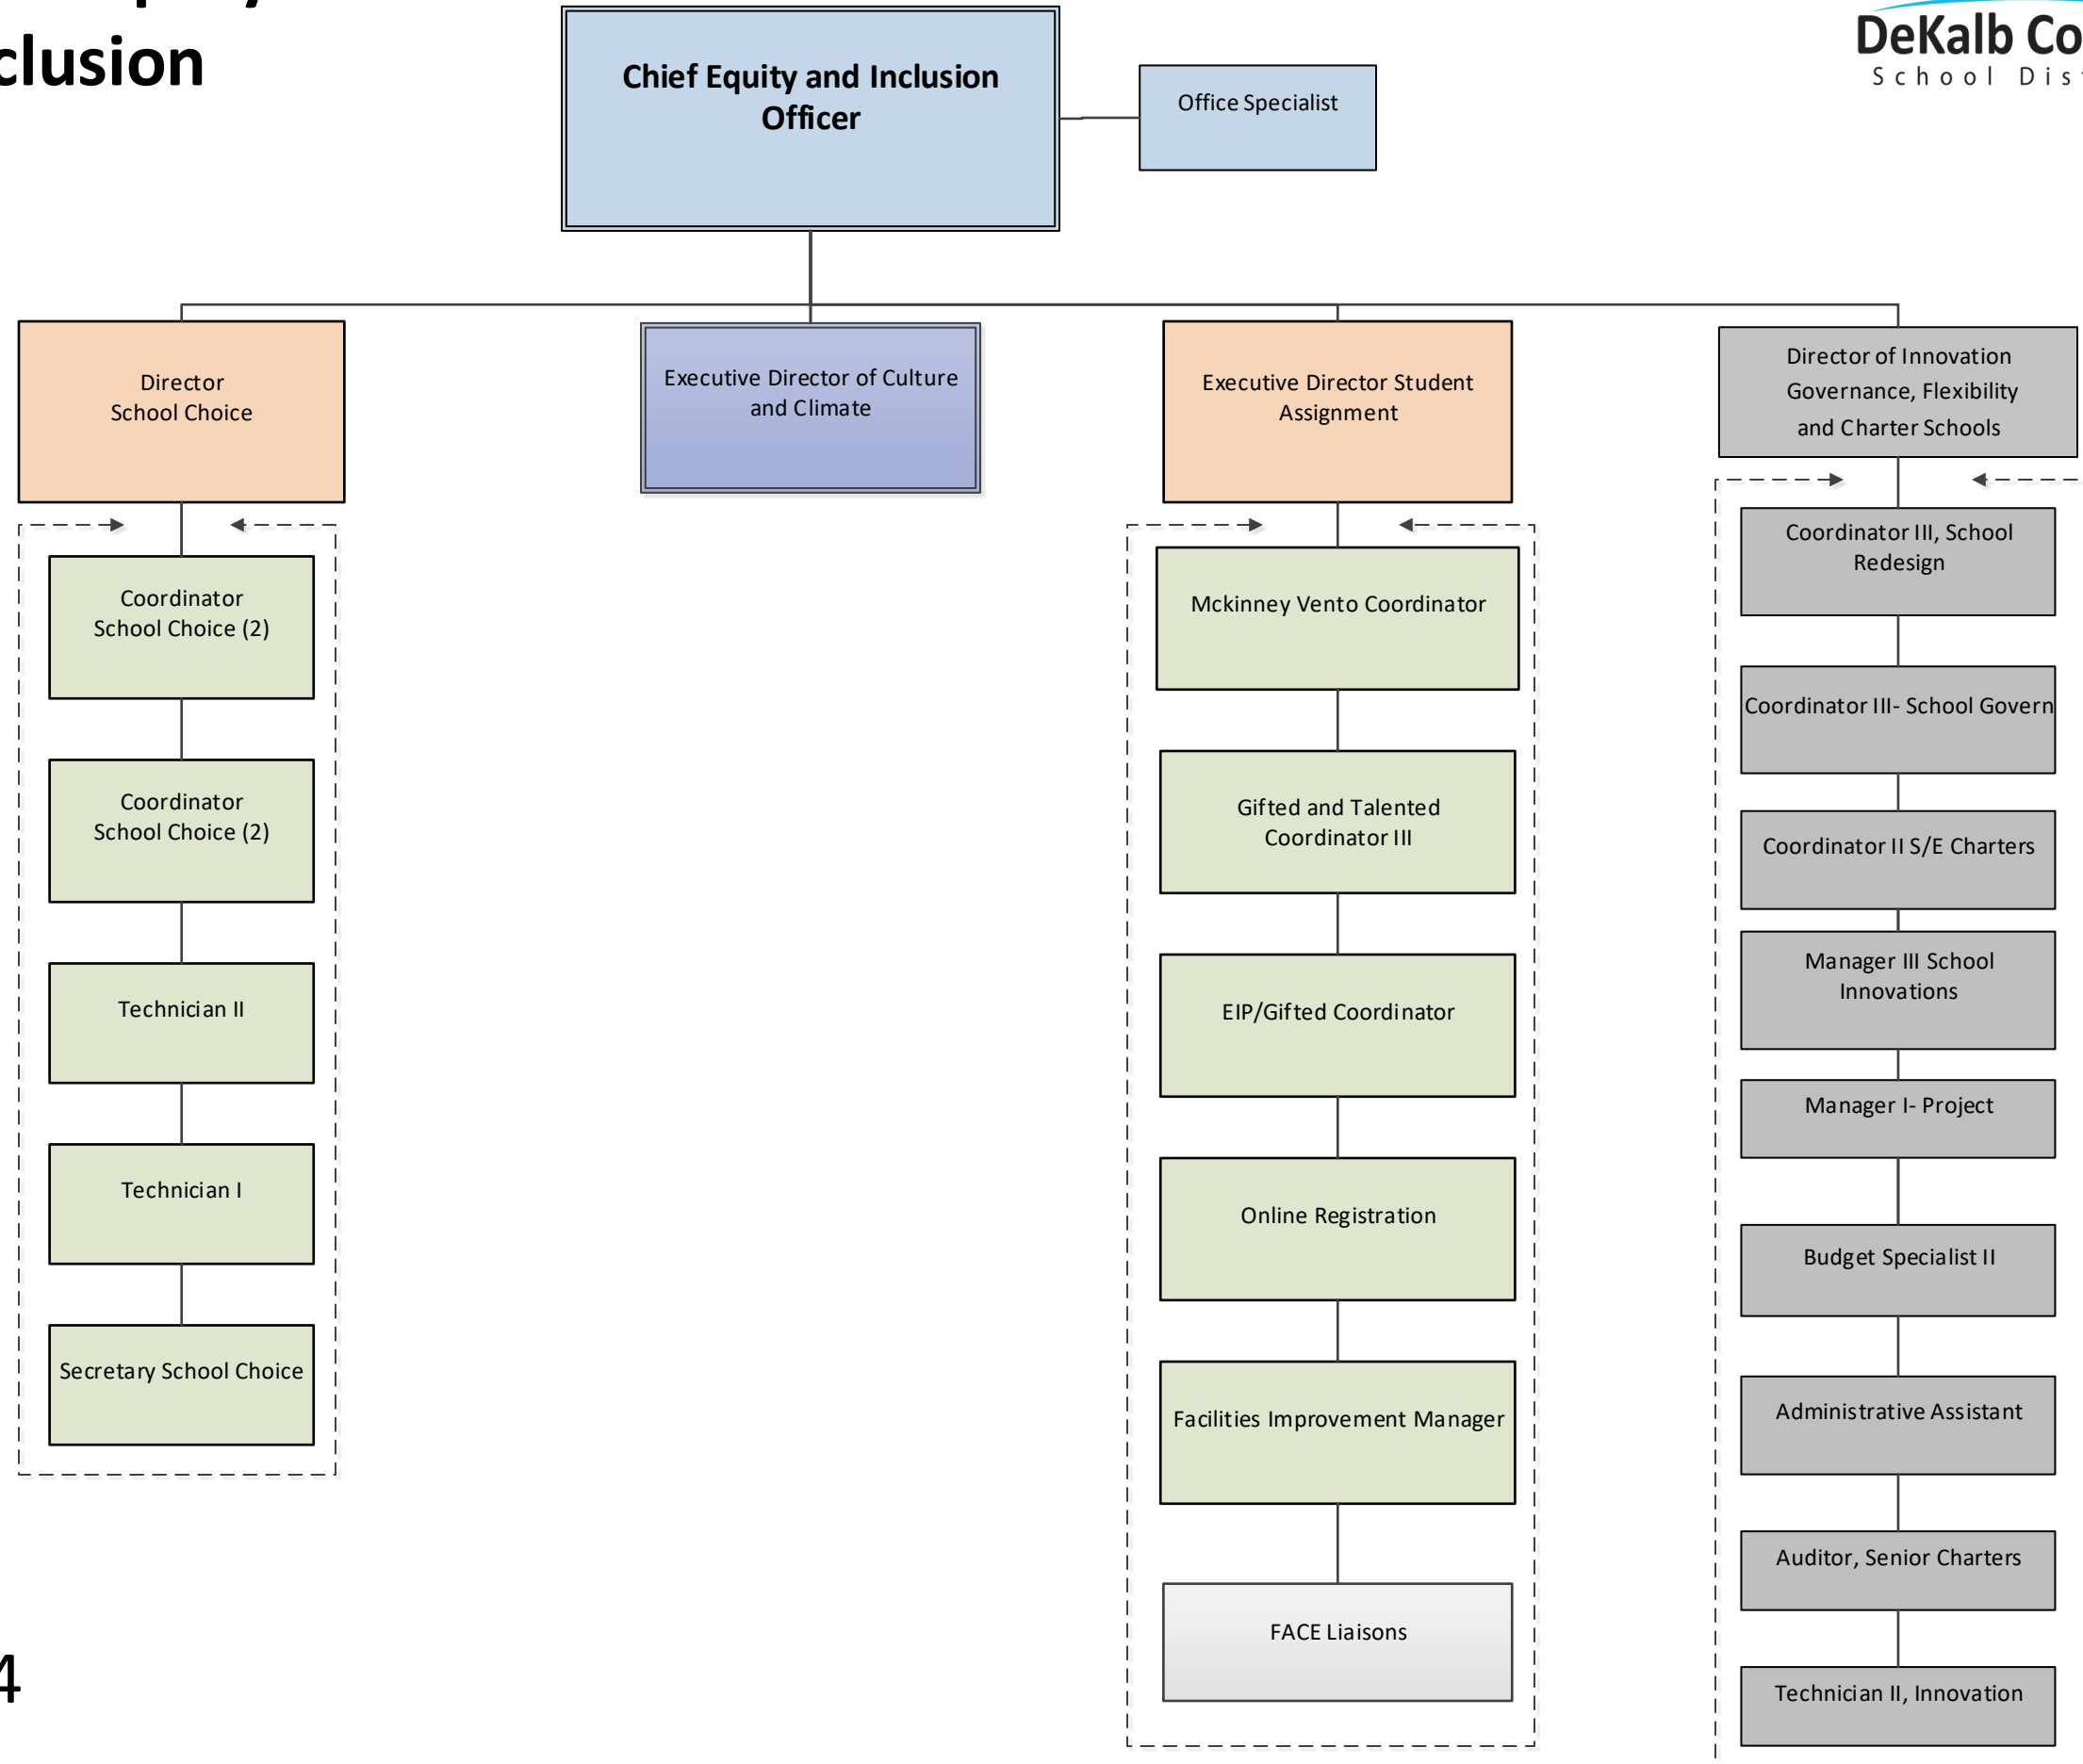 clusion
DeKalb Co
School Dis
Chief Equity and Inclusion
Officer
Office Specialist
Director
School Choice
Executive Director of Culture
and Climate
Executive Director Student
Assignment
Director of Innovation
Governance, Flexibility
and Charter Schools
Coordinator
School Choice (2)
Coordinator
School Choice (2)
Technician II
Technician I
Secretary School Choice
Mckinney Vento Coordinator
Gifted and Talented
Coordinator III
EIP/Gifted Coordinator
Online Registration
Facilities Improvement Manager
FACE Liaisons
Coordinator III, School
Redesign
Coordinator III- School Govern
Coordinator II S/E Charters
Manager III School
Innovations
Manager I- Project
Budget Specialist II
Administrative Assistant
Auditor, Senior Charters
Technician II, Innovation
4